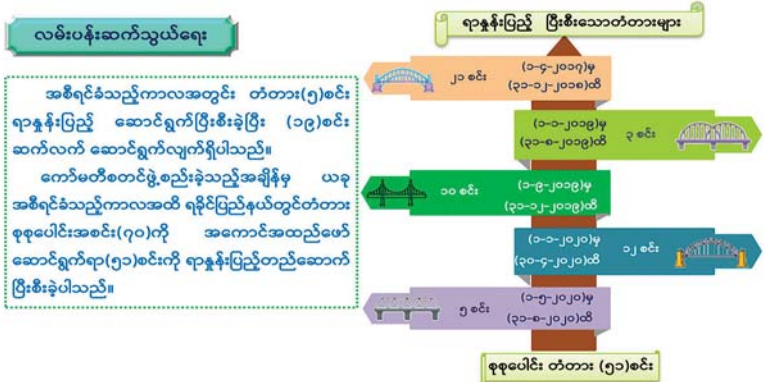 လမ်းပန်းဆက်သွယ်ရေး
အစီရင်ခံသည့်ကာလအတွင်း တံတား(၅)စင်း
ရာနှုန်းပြည့် ဆောင်ရွက်ပြီးစီးခဲ့ပြီး (၁၉)စင်း
ဆက်လက် ဆောင်ရွက်လျက်ရှိပါသည်။
ကော်မတီစတင်ဖွဲ့စည်းခဲ့သည့်အချိန်မှ ယခု
အစီရင်ခံသည့်ကာလအထိ ရခိုင်ပြည်နယ်တွင်တံတား
စုစုပေါင်းအစင်း(၇၀)ကို အကောင်အထည်ဖော်
ဆောင်ရွက်ရာ(၅၁)စင်းကို ရာနှုန်းပြည့်တည်ဆောက်
ပြီးစီးခဲ့ပါသည်။
ရာနှုန်းပြည့် ပြီးစီးသောတံတားများ
၂၁ စင်း
(၁-၄-၂၀၁၇)မှ
(၃၁-၁၂-၂၀၁၈)ထိ
(၁-၁-၂၀၁၉)မှ
(၃၁-၈-၂၀၁၉)ထိ
၃ စင်း
၁၀ စင်း
(၁-၉-၂၀၁၉)မှ
(၃၁-၁၂-၂၀၁၉)ထိ
(၁-၁-၂၀၂၀)မှ
(၃၀-၄-၂၀၂၀)ထိ
၁၂ စင်း
၅ စင်း
(၁-၅-၂၀၂၀)မှ
(၃၁-၈-၂၀၂၀)ထိ
စုစုပေါင်း တံတား (၅၁)စင်း